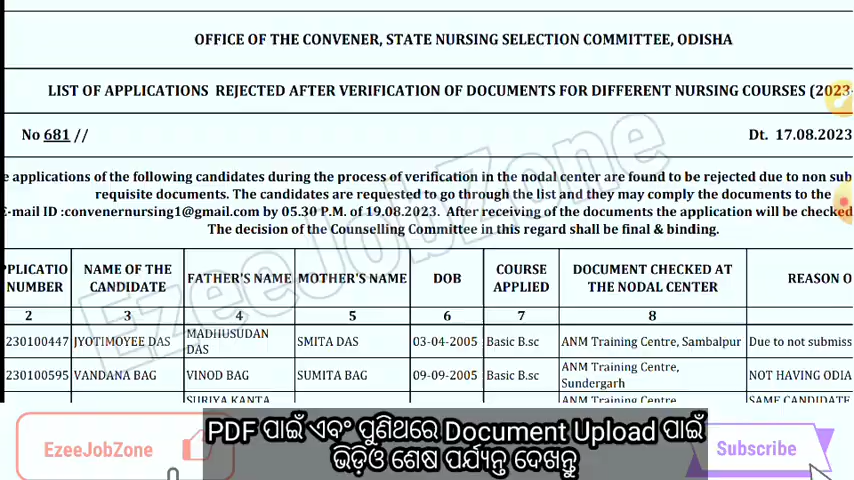 OFFICE OF THE CONVENER, STATE NURSING SELECTION COMMITTEE, ODISHA
LIST OF APPLICATIONS REJECTED AFTER VERIFICATION OF DOCUMENTS FOR DIFFERENT NURSING COURSES (2023-
No 681 // Dt. 17.08.2023
e applications of the following candidates during the process of verification in the nodal center are found to be rejected due to non sub
requisite documents. The candidates are requested to go through the list and they may comply the documents to the
E-mail ID :convenernursing1@gmail.com by 05.30 P.M. of 19.08.2023. After receiving of the documents the application will be checked
The decision of the Counselling Committee in this regard shall be final & binding.
PPLICATIO NAME OF THE FATHER'S NAME MOTHER'S NAME DOB COURSE DOCUMENT CHECKED AT REASON O
NUMBER CANDIDATE APPLIED THE NODAL CENTER
2 3 4 5 6 7 8
230100447 JYOTIMOYEE DAS MADHUSUDAN DAS SMITA DAS 03-04-2005 Basic B.sc ANM Training Centre, Sambalpur Due to not submiss
230100595 VANDANA BAG VINOD BAG SUMITA BAG 09-09-2005 Basic B.sc ANM Training Centre, Sundergarh NOT HAVING ODIA
SURIYA KANTA ANM Training Centre, SAME CANDIDATE
EzeeJobZone
EzeeJobZone
PDF ପାଇଁ ଏବଂ ପୁଣିଥରେ Document Upload ପାଇଁ
ଭିଡ଼ିଓ ଶେଷ ପର୍ଯ୍ୟନ୍ତ ଦେଖନ୍ତୁ
Subscribe